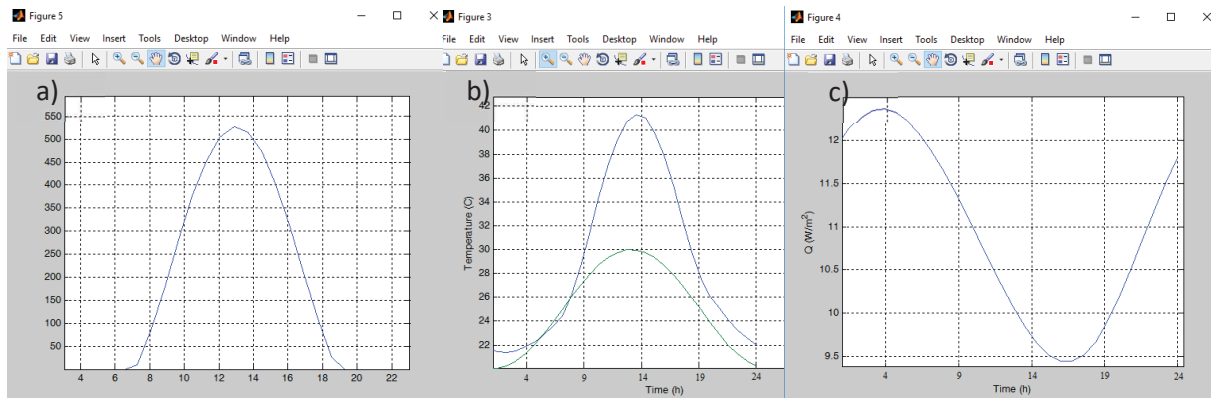 Figure 5
File Edit View Insert Tools Desktop Window Help
a)
550
500
450
400
350
300
250
200
150
100
50
4 6 8 10 12 14 16 18 20 22
Figure 3
File Edit View Insert Tools Desktop Window Help
b)
42
40
38
36
34
32
30
28
26
24
22
Temperature (C)
4 9 14 19 24
Time (h)
Figure 4
File Edit View Insert Tools Desktop Window Help
c)
12
11.5
11
10.5
10
9.5
Q (W/m²)
4 9 14 19 24
Time (h)